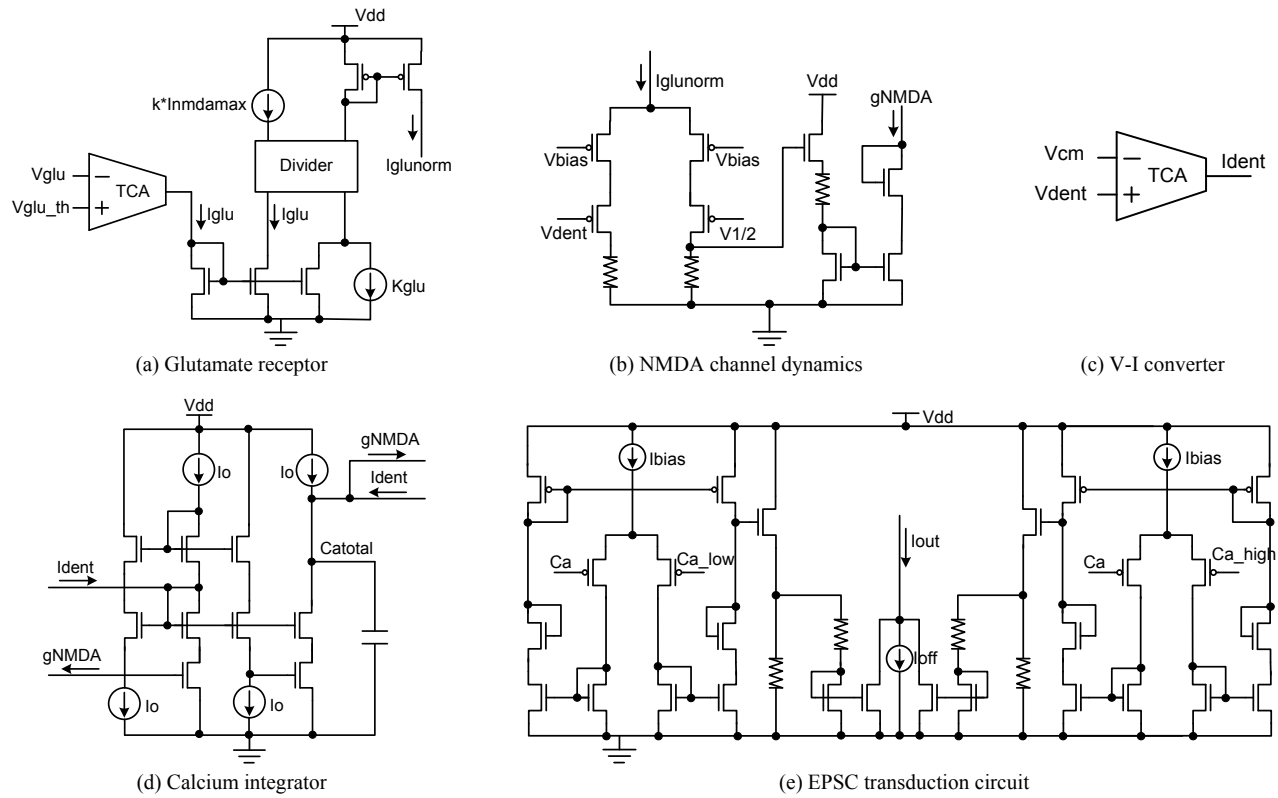 Vdd
k*Inmdamax
Iglunorm
Divider
Vglu
Vglu_th
−
+
TCA
Iglu
Iglu
Kglu
(a) Glutamate receptor
Iglunorm
Vbias
Vbias
Vdent
V1/2
Vdd
gNMDA
(b) NMDA channel dynamics
Vcm
Vdent
−
+
TCA
Ident
(c) V-I converter
Vdd
Io
Io
gNMDA
Ident
Catotal
Ident
gNMDA
Io
Io
(d) Calcium integrator
Vdd
Ibias
Ibias
Ca
Ca_low
Iout
Ca
Ca_high
Ioff
(e) EPSC transduction circuit